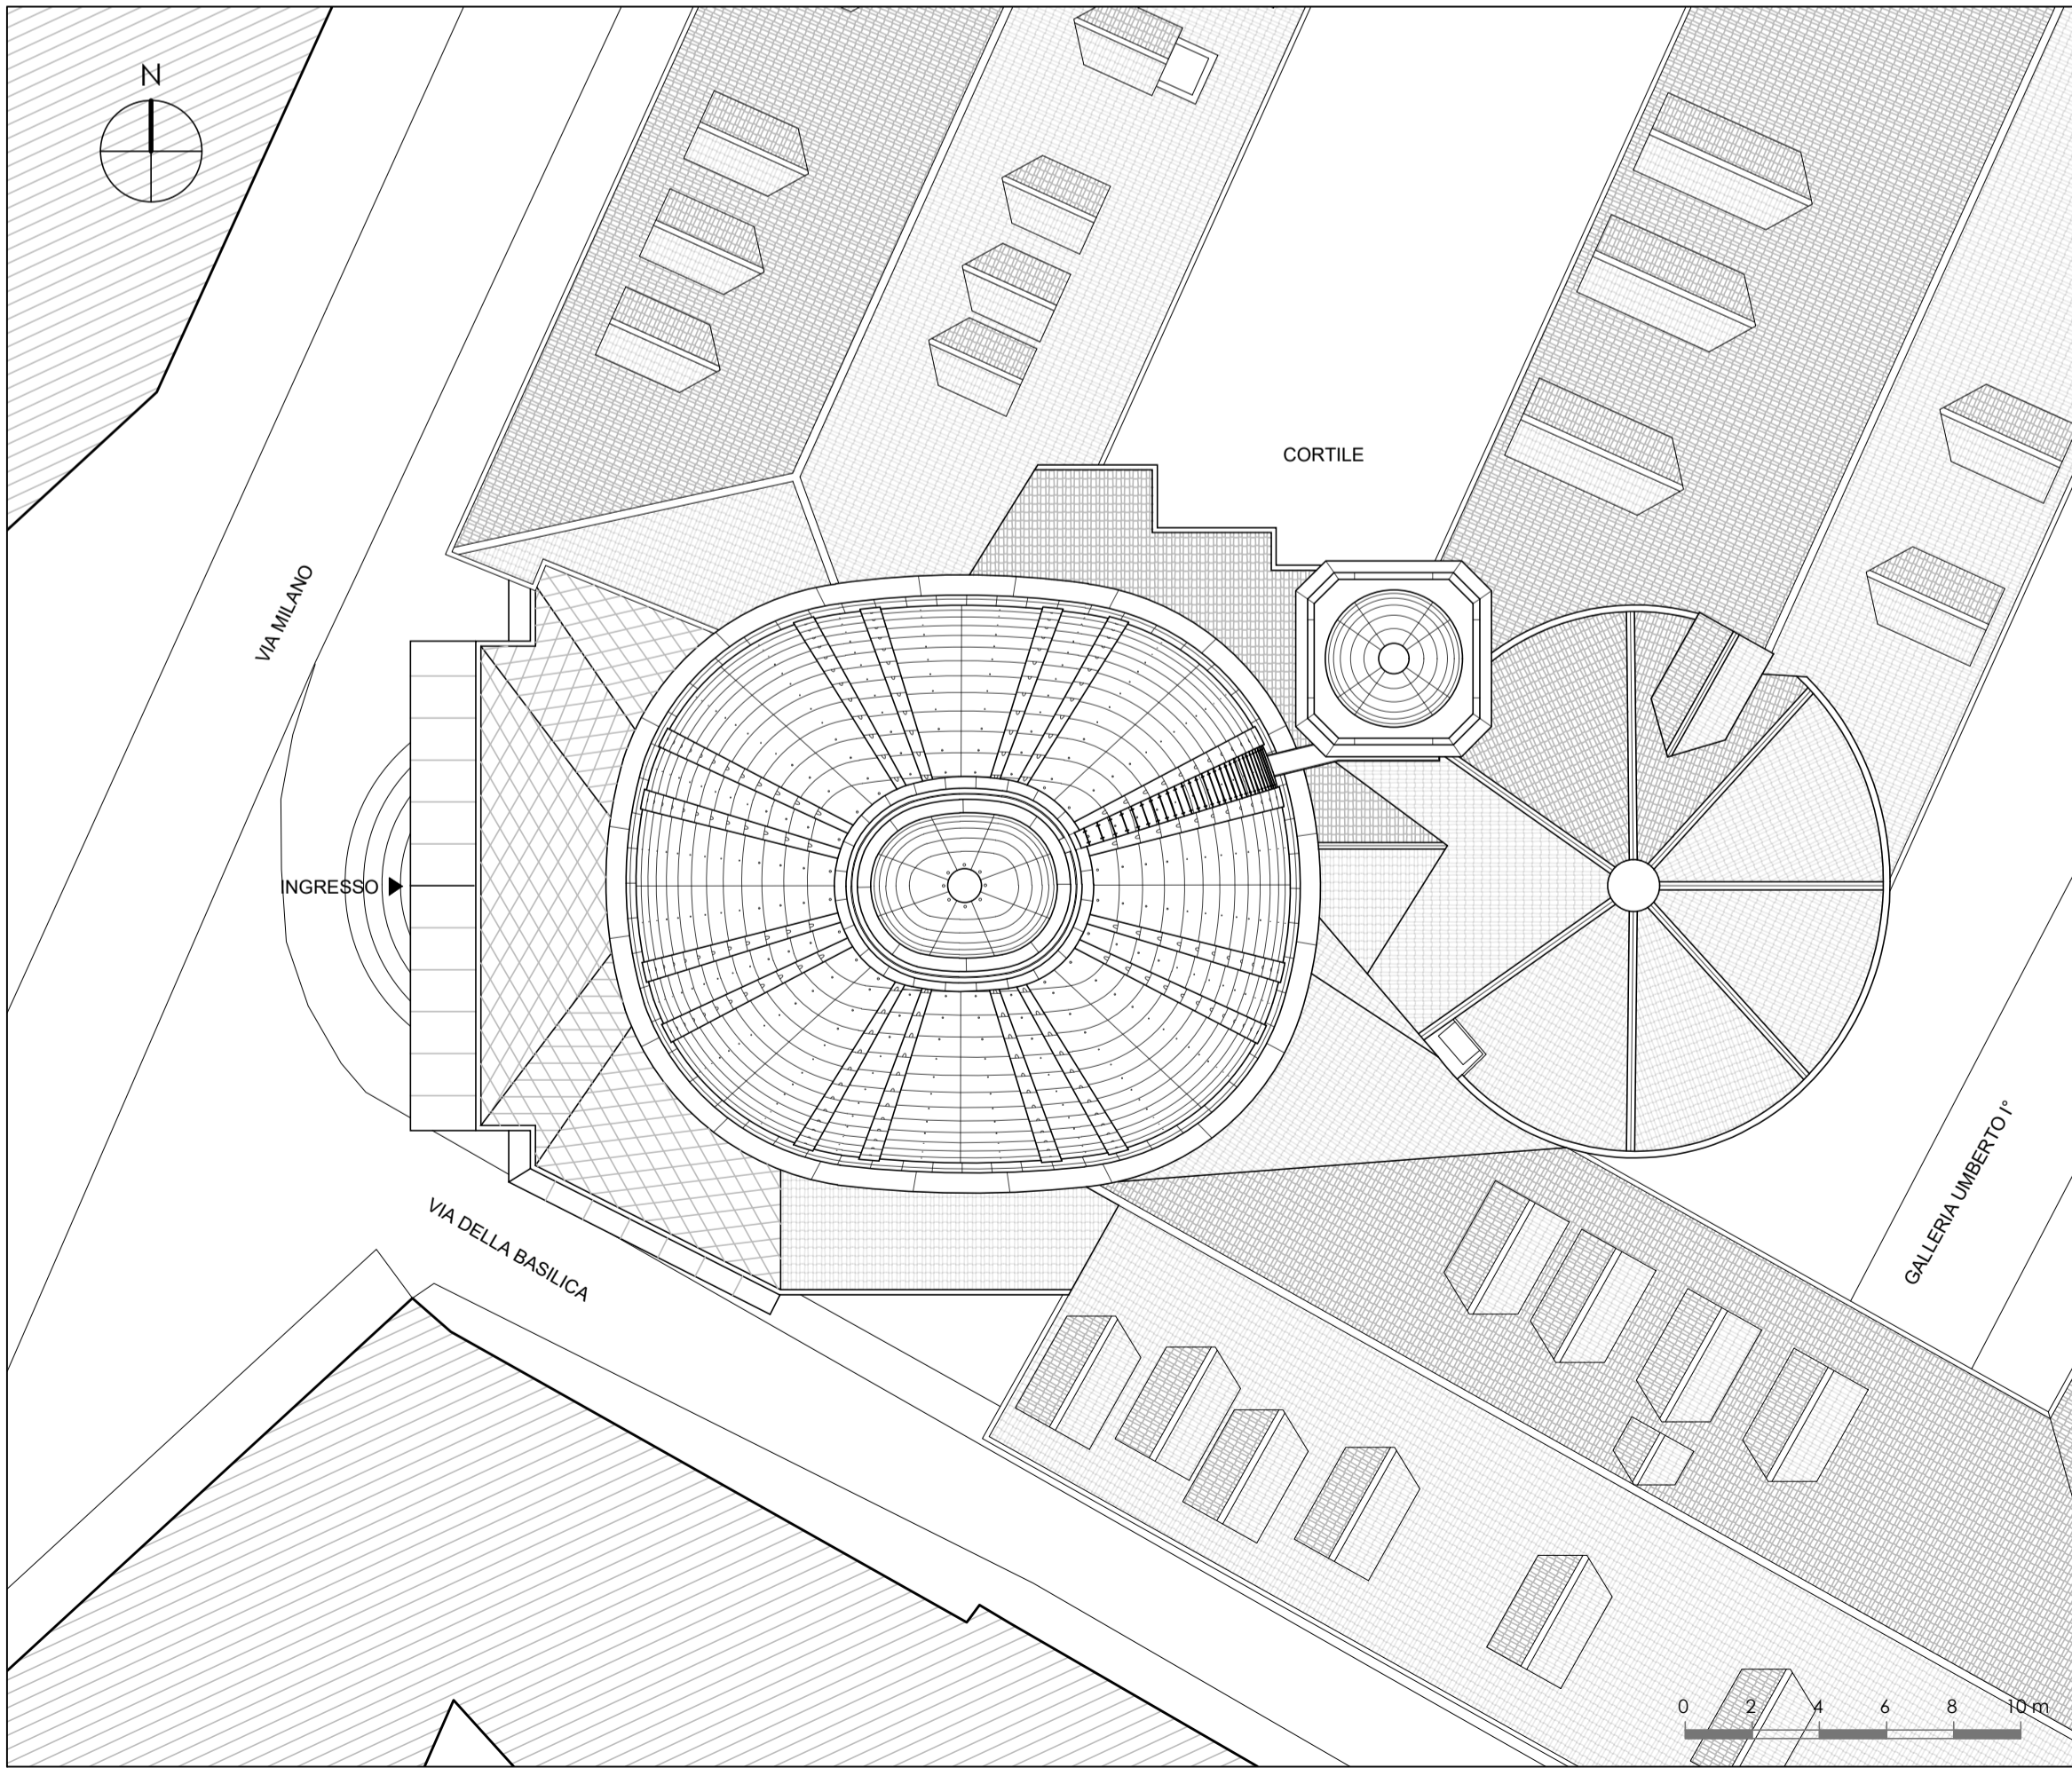 N
CORTILE
VIA MILANO
INGRESSO
VIA DELLA BASILICA
GALLERIA UMBERTO I°
0 2 4 6 8 10 m